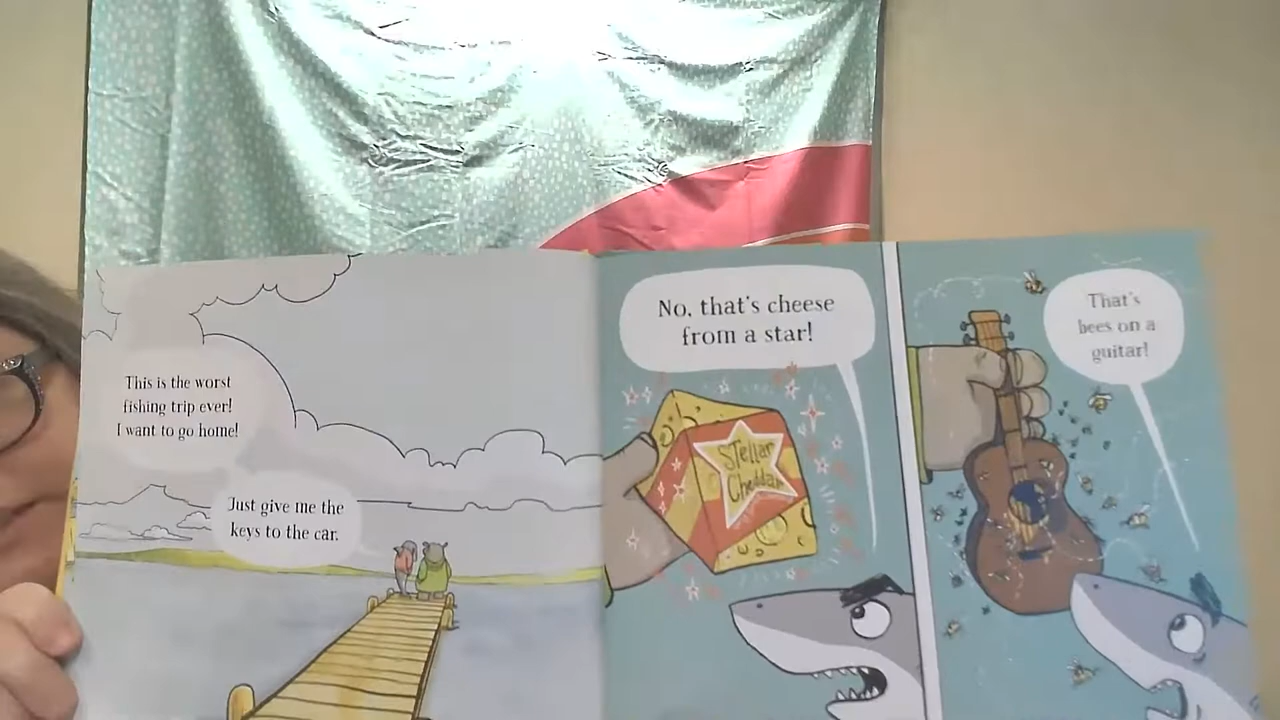 This is the worst
fishing trip ever!
I want to go home!
Just give me the
keys to the car.
No, that's cheese
from a star!
Stellar
Cheddar
That's
bees on a
guitar!